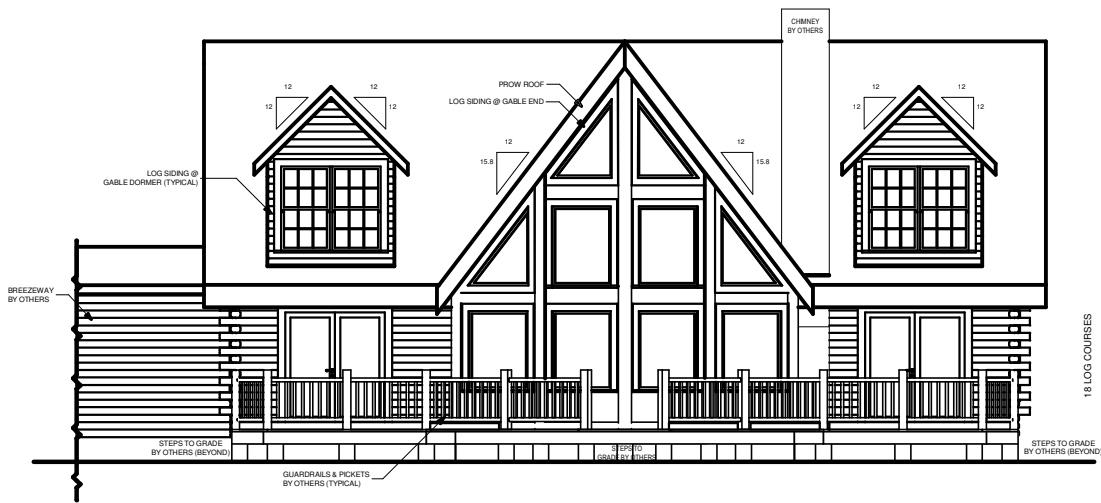 CHIMNEY
BY OTHERS
12
12
12
12
PROW ROOF
LOG SIDING @ GABLE END
12
12
12
12
12
15.8
12
15.8
LOG SIDING @
GABLE DORMER (TYPICAL)
BREEZEWAY
BY OTHERS
18 LOG COURSES
STEPS TO GRADE
BY OTHERS (BEYOND)
STEPS TO
GRADE BY OTHERS
STEPS TO GRADE
BY OTHERS (BEYOND)
GUARDRAILS & PICKETS
BY OTHERS (TYPICAL)